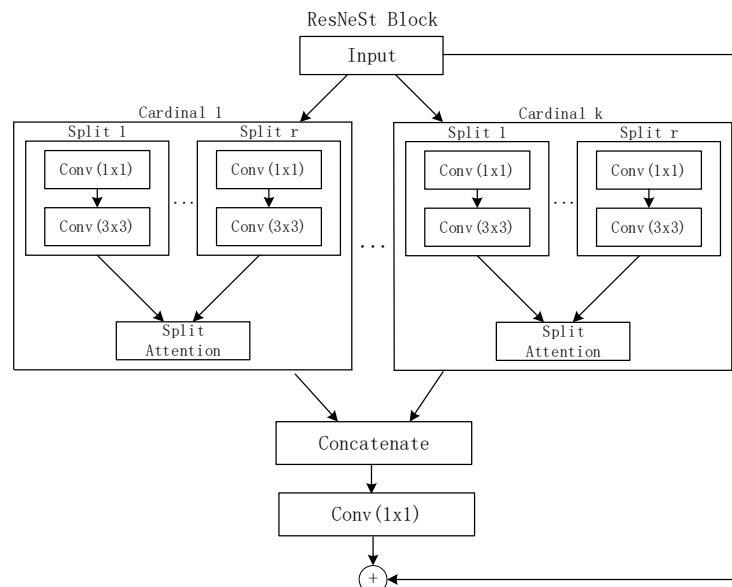 ResNeSt Block
Input
Cardinal 1
Cardinal k
Split 1
Split r
Split 1
Split r
Conv(1x1)
Conv(1x1)
Conv(1x1)
Conv(1x1)
...
...
Conv(3x3)
Conv(3x3)
Conv(3x3)
Conv(3x3)
...
Split
Attention
Split
Attention
Concatenate
Conv(1x1)
+